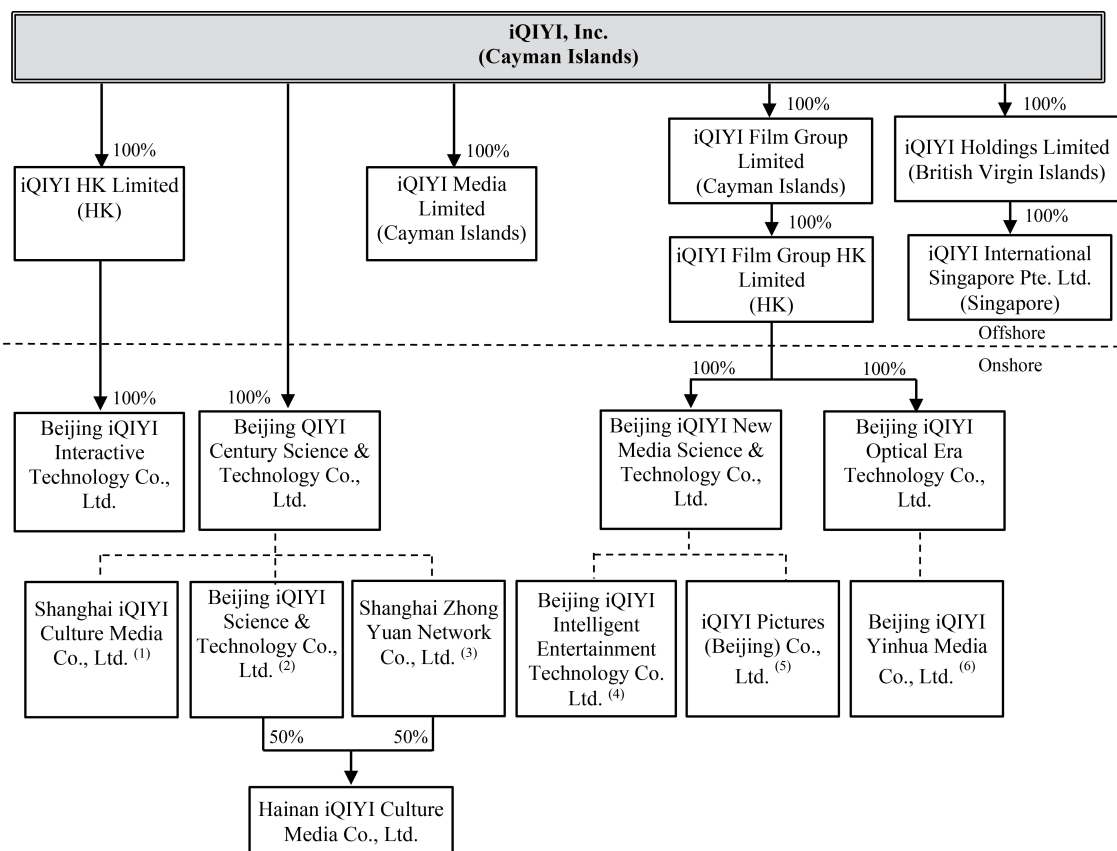 iQIYI, Inc.
(Cayman Islands)
100%
100%
iQIYI Film Group
Limited
(Cayman Islands)
iQIYI Holdings Limited
(British Virgin Islands)
100%
100%
iQIYI HK Limited
(HK)
iQIYI Media
Limited
(Cayman Islands)
100%
100%
iQIYI Film Group HK
Limited
(HK)
iQIYI International
Singapore Pte. Ltd.
(Singapore)
Offshore
Onshore
100%
100%
100%
100%
Beijing iQIYI
Interactive
Technology Co.,
Ltd.
Beijing QIYI
Century Science &
Technology Co.,
Ltd.
Beijing iQIYI New
Media Science &
Technology Co.,
Ltd.
Beijing iQIYI
Optical Era
Technology Co.,
Ltd.
Shanghai iQIYI
Culture Media
Co., Ltd. (1)
Beijing iQIYI
Science &
Technology Co.,
Ltd. (2)
Shanghai Zhong
Yuan Network
Co., Ltd. (3)
Beijing iQIYI
Intelligent
Entertainment
Technology Co.
Ltd. (4)
iQIYI Pictures
(Beijing) Co.,
Ltd. (5)
Beijing iQIYI
Yinhua Media
Co., Ltd. (6)
50%
50%
Hainan iQIYI Culture
Media Co., Ltd.